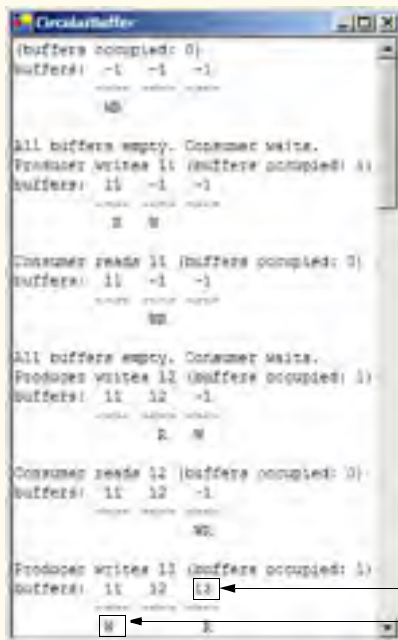 CircularBuffer
(buffers occupied: 0)
buffers: -1 -1 -1
---- ---- ----
WR
All buffers empty. Consumer waits.
Producer writes 11 (buffers occupied: 1)
buffers: 11 -1 -1
---- ---- ----
R W
Consumer reads 11 (buffers occupied: 0)
buffers: 11 -1 -1
---- ---- ----
WR
All buffers empty. Consumer waits.
Producer writes 12 (buffers occupied: 1)
buffers: 11 12 -1
---- ---- ----
R W
Consumer reads 12 (buffers occupied: 0)
buffers: 11 12 -1
---- ---- ----
WR
Producer writes 13 (buffers occupied: 1)
buffers: 11 12 13
---- ---- ----
W R